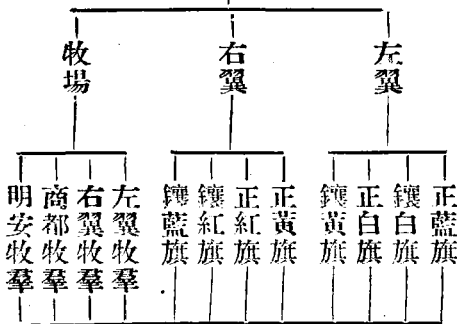 左翼
右翼
牧場
正藍旗
鑲白旗
正白旗
鑲黃旗
正黃旗
正紅旗
鑲紅旗
鑲藍旗
左翼牧羣
右翼牧羣
商都牧羣
明安牧羣